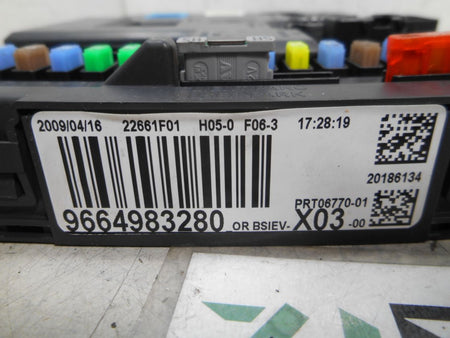 2009/04/16 22661F01 H05-0 F06-3 17:28:19
20186134
PRT06770-01
9664983280 OR BSIEV- X03 -00